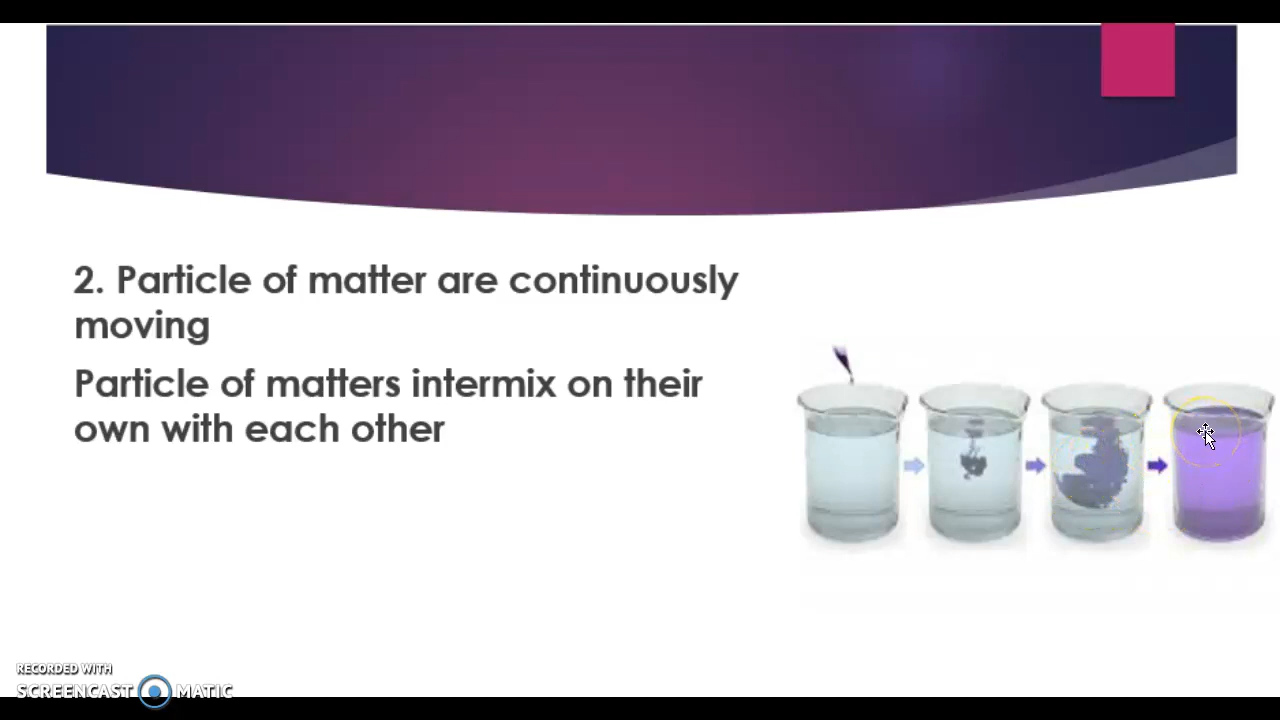 2. Particle of matter are continuously
moving
Particle of matters intermix on their
own with each other
RECORDED WITH
SCREENCAST MATIC